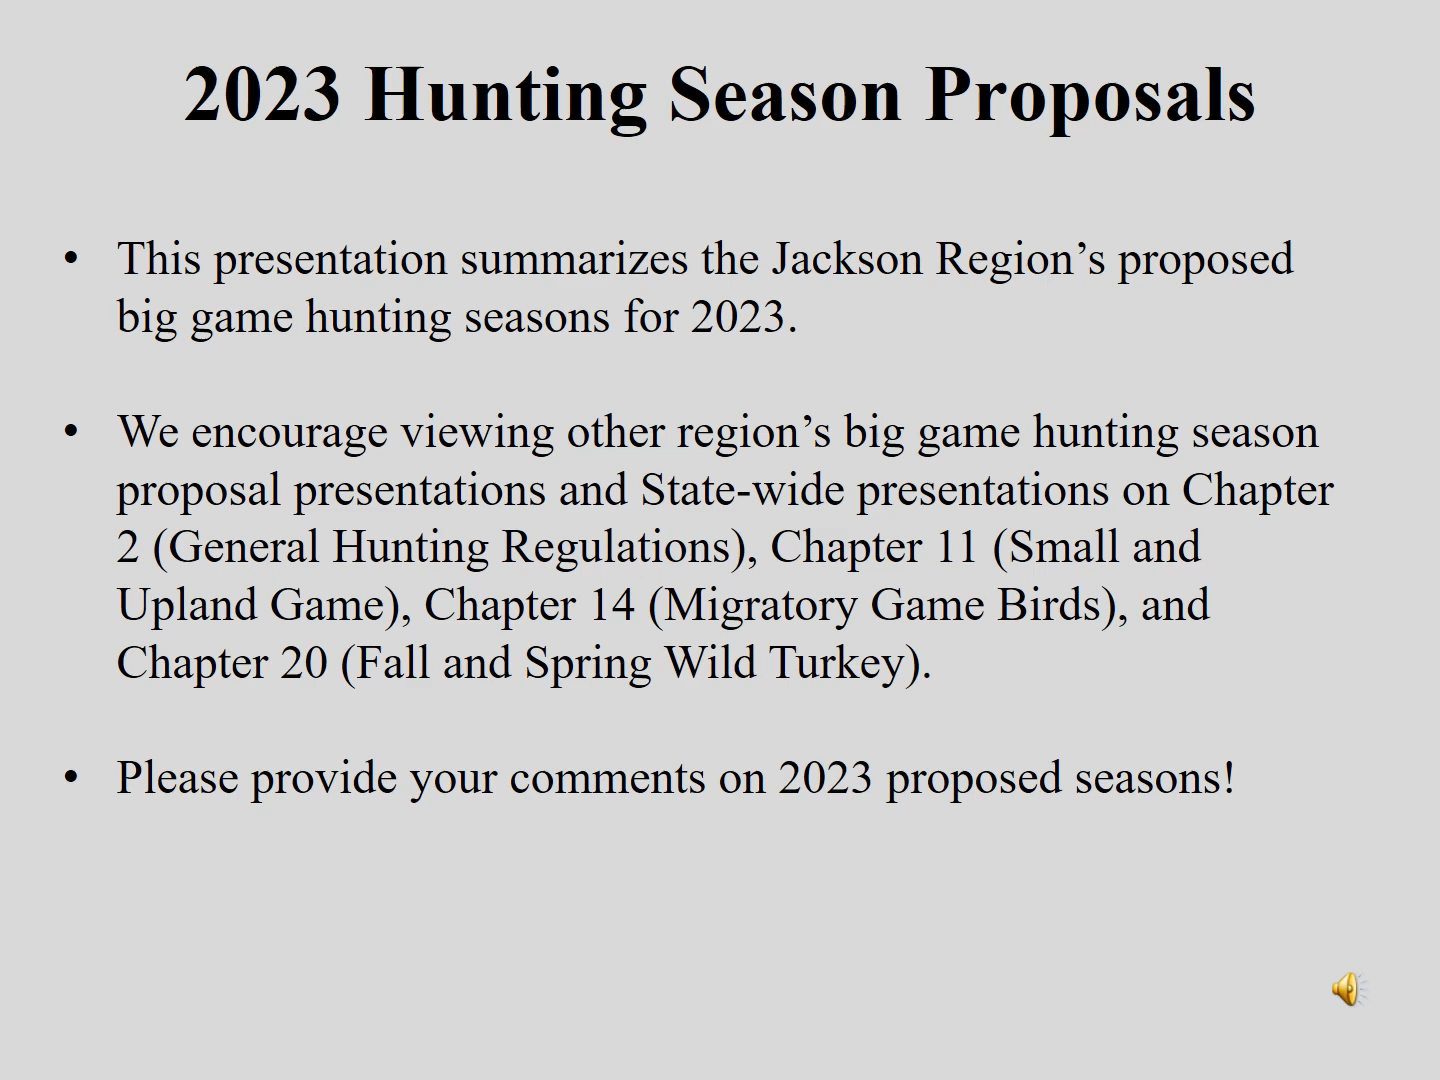 2023 Hunting Season Proposals
• This presentation summarizes the Jackson Region’s proposed
big game hunting seasons for 2023.
• We encourage viewing other region’s big game hunting season
proposal presentations and State-wide presentations on Chapter
2 (General Hunting Regulations), Chapter 11 (Small and
Upland Game), Chapter 14 (Migratory Game Birds), and
Chapter 20 (Fall and Spring Wild Turkey).
• Please provide your comments on 2023 proposed seasons!